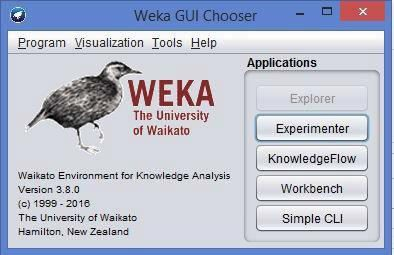 Weka GUI Chooser
Program Visualization Tools Help
Applications
WEKA
The University
of Waikato
Explorer
Experimenter
KnowledgeFlow
Workbench
Simple CLI
Waikato Environment for Knowledge Analysis
Version 3.8.0
(c) 1999 - 2016
The University of Waikato
Hamilton, New Zealand